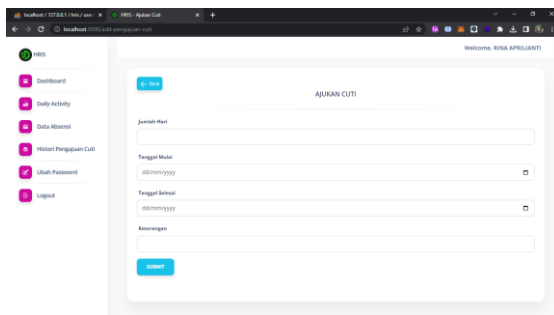 localhost / 127.0.0.1 / hris / user
HRIS - Ajukan Cuti
localhost:3000/add-pengajuan-cuti
HRIS
Welcome, RINA APRILIANTI
Dashboard
Daily Activity
Data Absensi
Histori Pengajuan Cuti
Ubah Password
Logout
← Back
AJUKAN CUTI
Jumlah Hari
Tanggal Mulai
dd/mm/yyyy
Tanggal Selesai
dd/mm/yyyy
Keterangan
SUBMIT